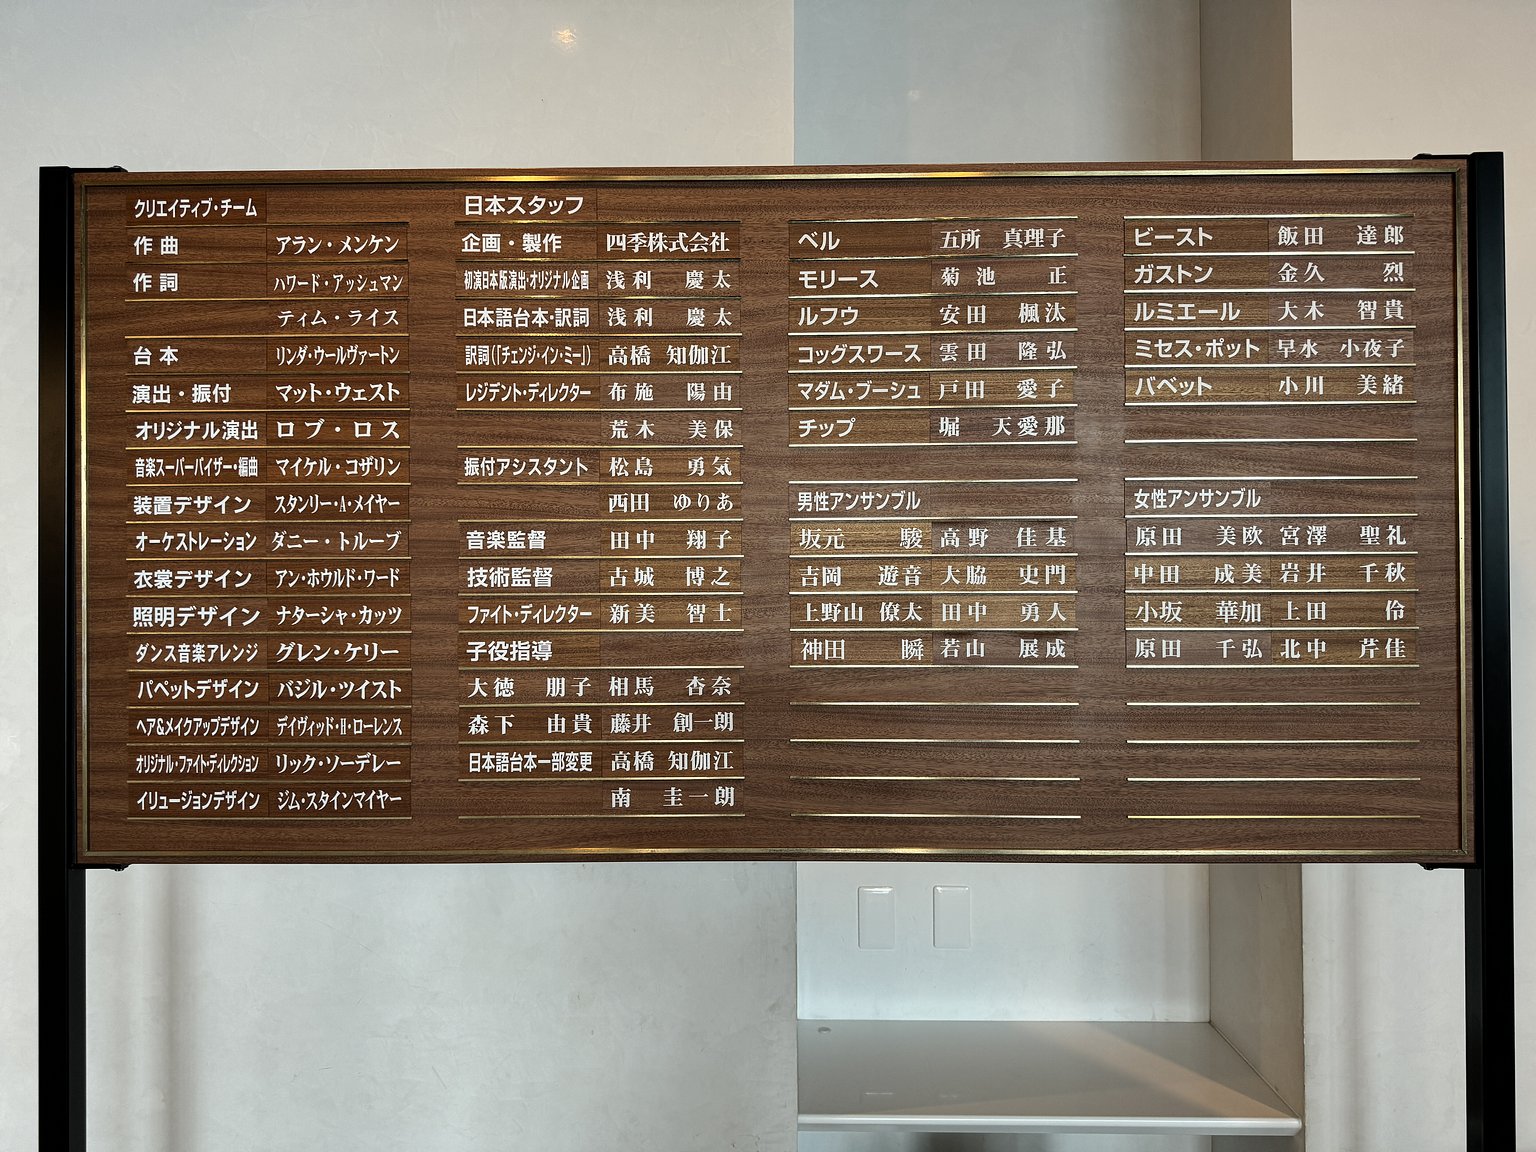 クリエイティブ・チーム
作曲 アラン・メンケン
作詞 ハワード・アッシュマン
ティム・ライス
台本 リンダ・ウールヴァートン
演出・振付 マット・ウェスト
オリジナル演出 ロブ・ロス
音楽スーパーバイザー・編曲 マイケル・コザリン
装置デザイン スタンリー・A・メイヤー
オーケストレーション ダニー・トルーブ
衣裳デザイン アン・ホウルド・ワード
照明デザイン ナターシャ・カッツ
ダンス音楽アレンジ グレン・ケリー
パペットデザイン バジル・ツイスト
ヘア&メイクアップデザイン デイヴィッド・H・ローレンス
オリジナル・ファイト・ディレクション リック・ソーデレー
イリュージョンデザイン ジム・スタインマイヤー
日本スタッフ
企画・製作 四季株式会社
初演日本版演出・オリジナル企画 浅利 慶太
日本語台本・訳詞 浅利 慶太
訳詞(「チェンジ・イン・ミー」) 高橋 知伽江
レジデント・ディレクター 布施 陽由
荒木 美保
振付アシスタント 松島 勇気
西田 ゆりあ
音楽監督 田中 翔子
技術監督 古城 博之
ファイト・ディレクター 新美 智士
子役指導
大徳 朋子 相馬 杏奈
森下 由貴 藤井 創一朗
日本語台本一部変更 高橋 知伽江
南 圭一朗
ベル 五所 真理子
モリース 菊池 正
ルフウ 安田 楓汰
コッグスワース 雲田 隆弘
マダム・ブーシュ 戸田 愛子
チップ 堀 天愛那
男性アンサンブル
坂元 駿 高野 佳基
吉岡 遊音 大脇 史門
上野山 僚太 田中 勇人
神田 瞬 若山 展成
ビースト 飯田 達郎
ガストン 金久 烈
ルミエール 大木 智貴
ミセス・ポット 早水 小夜子
バベット 小川 美緒
女性アンサンブル
原田 美欧 宮澤 聖礼
中田 成美 岩井 千秋
小坂 華加 上田 伶
原田 千弘 北中 芹佳